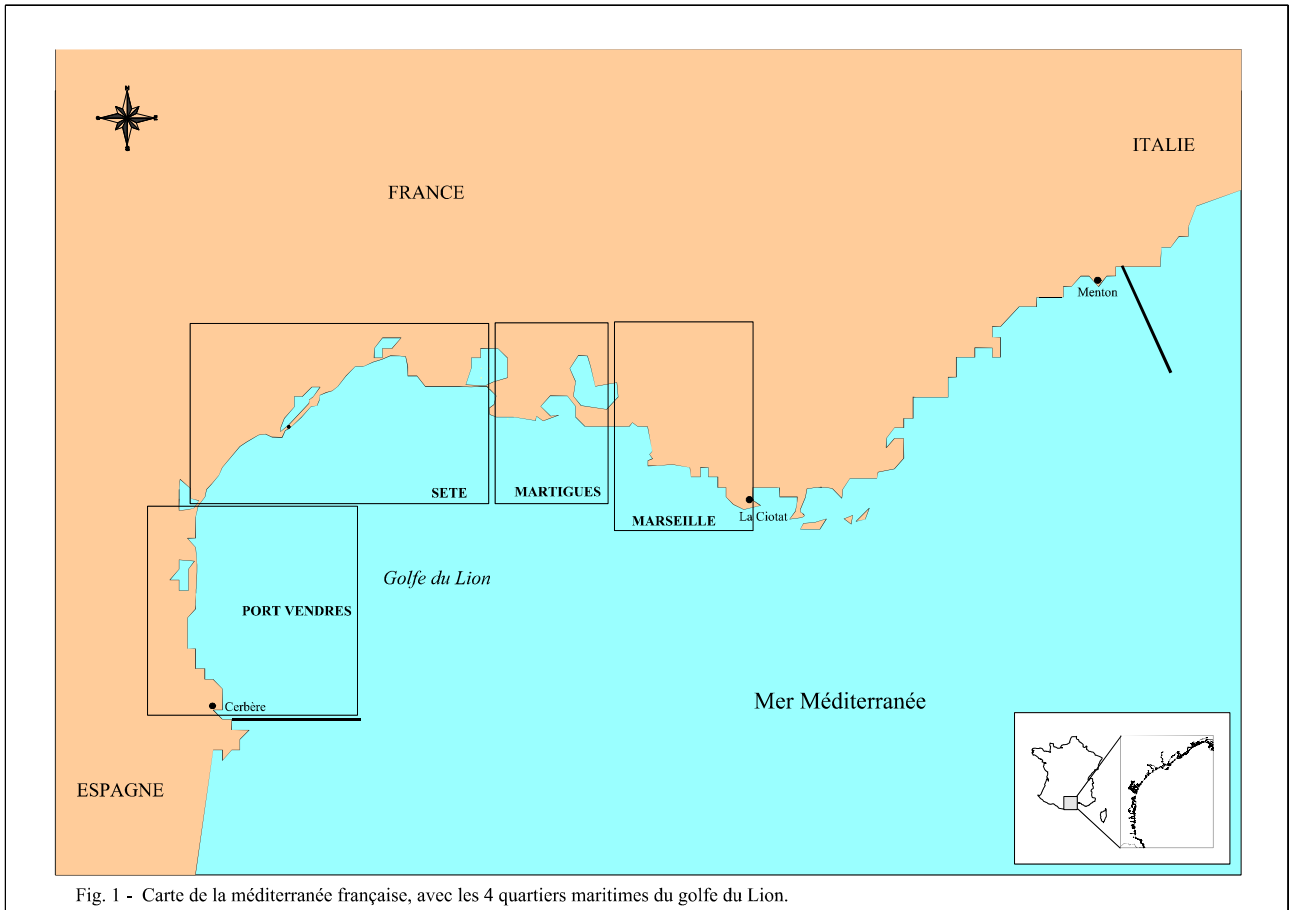 ITALIE
FRANCE
Menton
SETE
MARTIGUES
MARSEILLE
La Ciotat
Golfe du Lion
PORT VENDRES
Mer Méditerranée
Cerbère
ESPAGNE
Fig. 1 - Carte de la méditerranée française, avec les 4 quartiers maritimes du golfe du Lion.